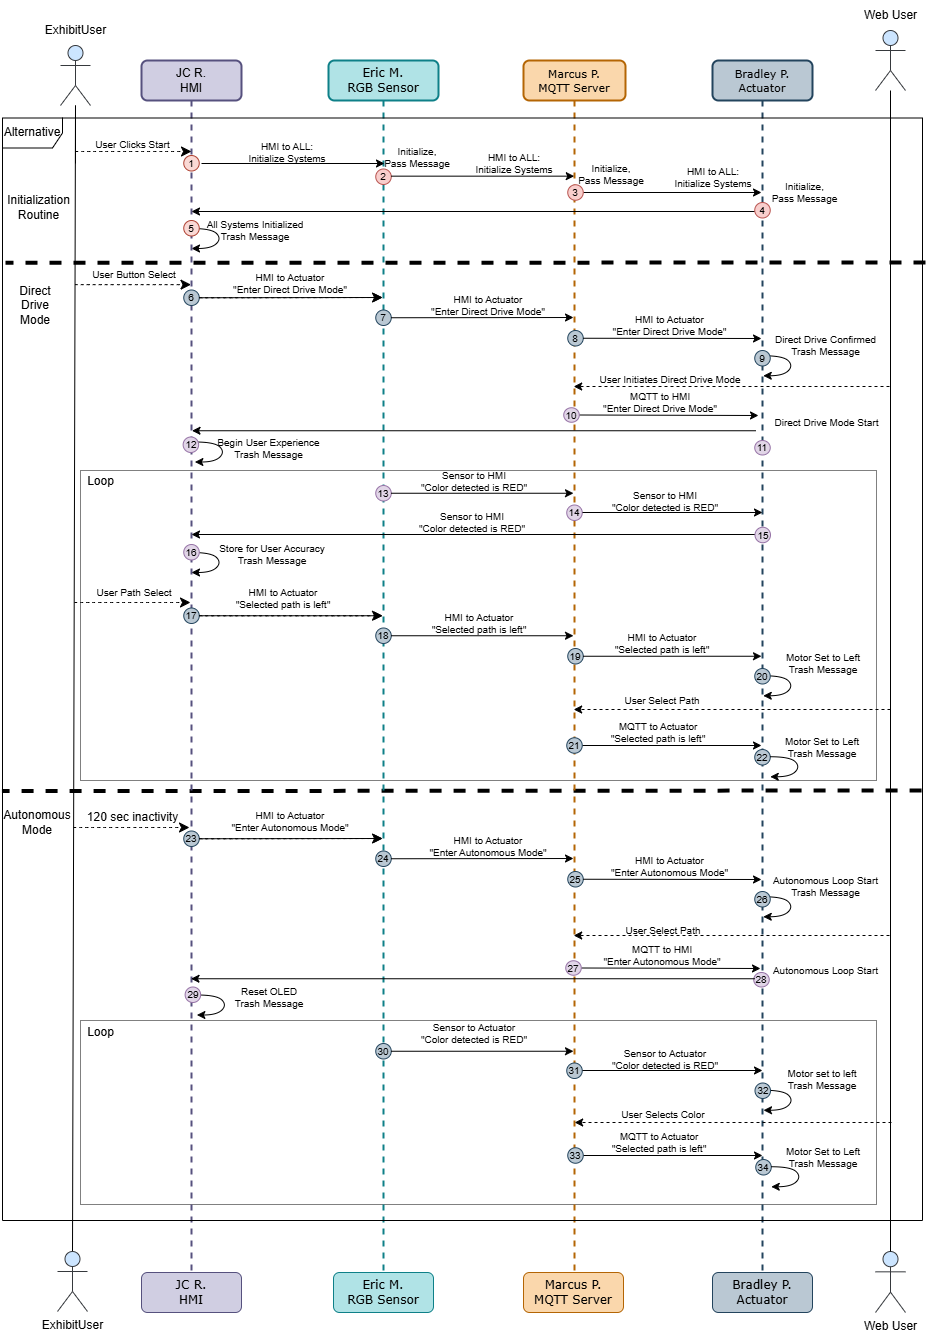 Web User
ExhibitUser
JC R.
HMI
Eric M.
RGB Sensor
Marcus P.
MQTT Server
Bradley P.
Actuator
Alternative
User Clicks Start
1
HMI to ALL:
Initialize Systems
Initialize,
Pass Message
2
HMI to ALL:
Initialize Systems
Initialize,
Pass Message
3
HMI to ALL:
Initialize Systems
Initialize,
Pass Message
4
Initialization
Routine
5
All Systems Initialized
Trash Message
Direct
Drive
Mode
User Button Select
6
HMI to Actuator
"Enter Direct Drive Mode"
7
HMI to Actuator
"Enter Direct Drive Mode"
8
HMI to Actuator
"Enter Direct Drive Mode"
9
Direct Drive Confirmed
Trash Message
User Initiates Direct Drive Mode
10
MQTT to HMI
"Enter Direct Drive Mode"
Direct Drive Mode Start
11
12
Begin User Experience
Trash Message
Loop
13
Sensor to HMI
"Color detected is RED"
14
Sensor to HMI
"Color detected is RED"
15
Sensor to HMI
"Color detected is RED"
16
Store for User Accuracy
Trash Message
User Path Select
17
HMI to Actuator
"Selected path is left"
18
HMI to Actuator
"Selected path is left"
19
HMI to Actuator
"Selected path is left"
20
Motor Set to Left
Trash Message
User Select Path
21
MQTT to Actuator
"Selected path is left"
22
Motor Set to Left
Trash Message
Autonomous
Mode
120 sec inactivity
23
HMI to Actuator
"Enter Autonomous Mode"
24
HMI to Actuator
"Enter Autonomous Mode"
25
HMI to Actuator
"Enter Autonomous Mode"
26
Autonomous Loop Start
Trash Message
User Select Path
27
MQTT to HMI
"Enter Autonomous Mode"
28
Autonomous Loop Start
29
Reset OLED
Trash Message
Loop
30
Sensor to Actuator
"Color detected is RED"
31
Sensor to Actuator
"Color detected is RED"
32
Motor set to left
Trash Message
User Selects Color
33
MQTT to Actuator
"Selected path is left"
34
Motor Set to Left
Trash Message
JC R.
HMI
Eric M.
RGB Sensor
Marcus P.
MQTT Server
Bradley P.
Actuator
ExhibitUser
Web User